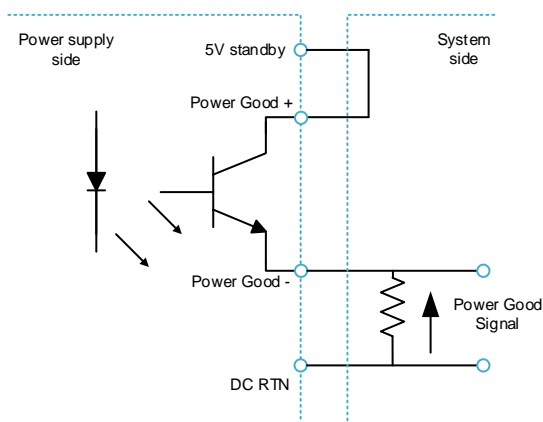 Power supply
side
5V standby
System
side
Power Good +
Power Good -
Power Good
Signal
DC RTN